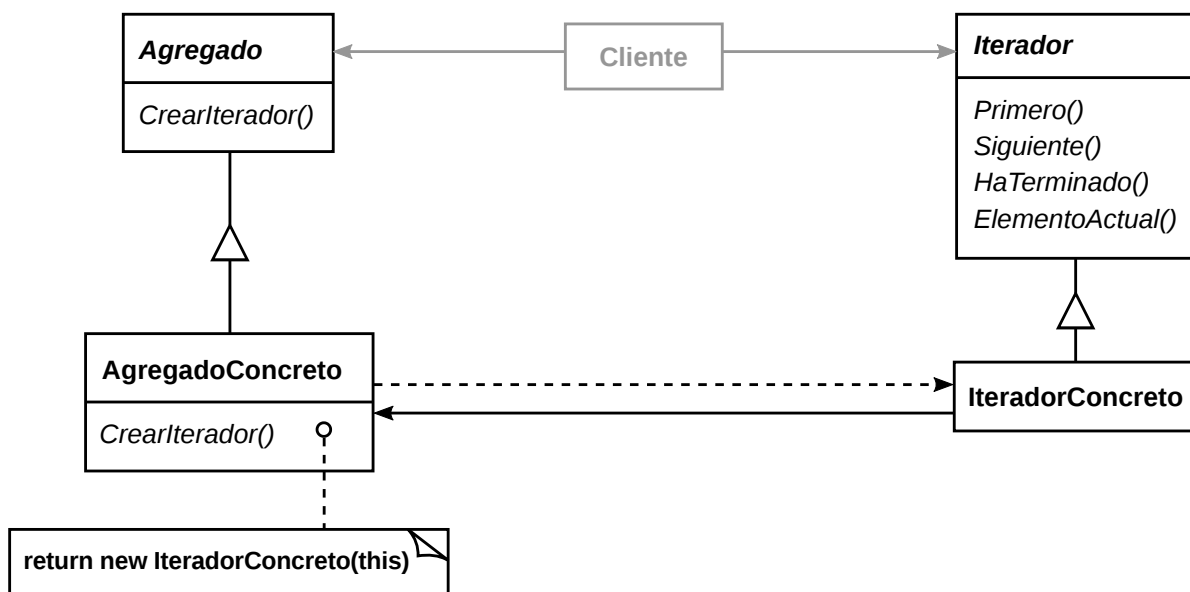 Agregado
CrearIterador()
Cliente
Iterador
Primero()
Siguiente()
HaTerminado()
ElementoActual()
AgregadoConcreto
CrearIterador()
IteradorConcreto
return new IteradorConcreto(this)